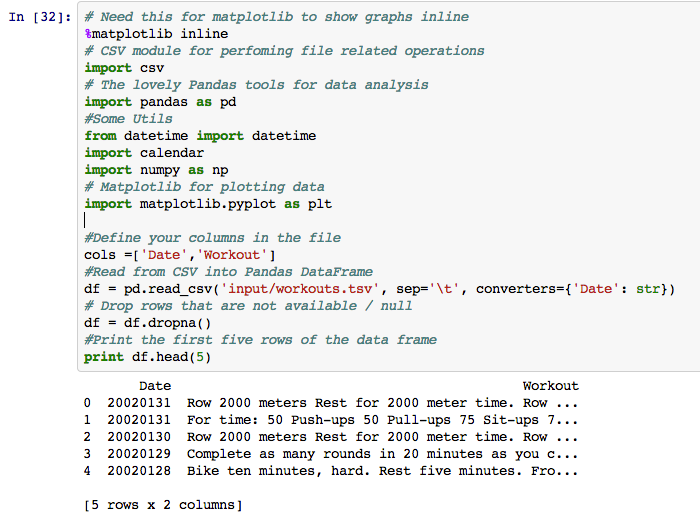 In [32]: # Need this for matplotlib to show graphs inline
%matplotlib inline
# CSV module for perfoming file related operations
import csv
# The lovely Pandas tools for data analysis
import pandas as pd
#Some Utils
from datetime import datetime
import calendar
import numpy as np
# Matplotlib for plotting data
import matplotlib.pyplot as plt
#Define your columns in the file
cols =['Date','Workout']
#Read from CSV into Pandas DataFrame
df = pd.read_csv('input/workouts.tsv', sep='\t', converters={'Date': str})
# Drop rows that are not available / null
df = df.dropna()
#Print the first five rows of the data frame
print df.head(5)
Date Workout
0 20020131 Row 2000 meters Rest for 2000 meter time. Row ...
1 20020131 For time: 50 Push-ups 50 Pull-ups 75 Sit-ups 7...
2 20020130 Row 2000 meters Rest for 2000 meter time. Row ...
3 20020129 Complete as many rounds in 20 minutes as you c...
4 20020128 Bike ten minutes, hard. Rest five minutes. Fro...
[5 rows x 2 columns]